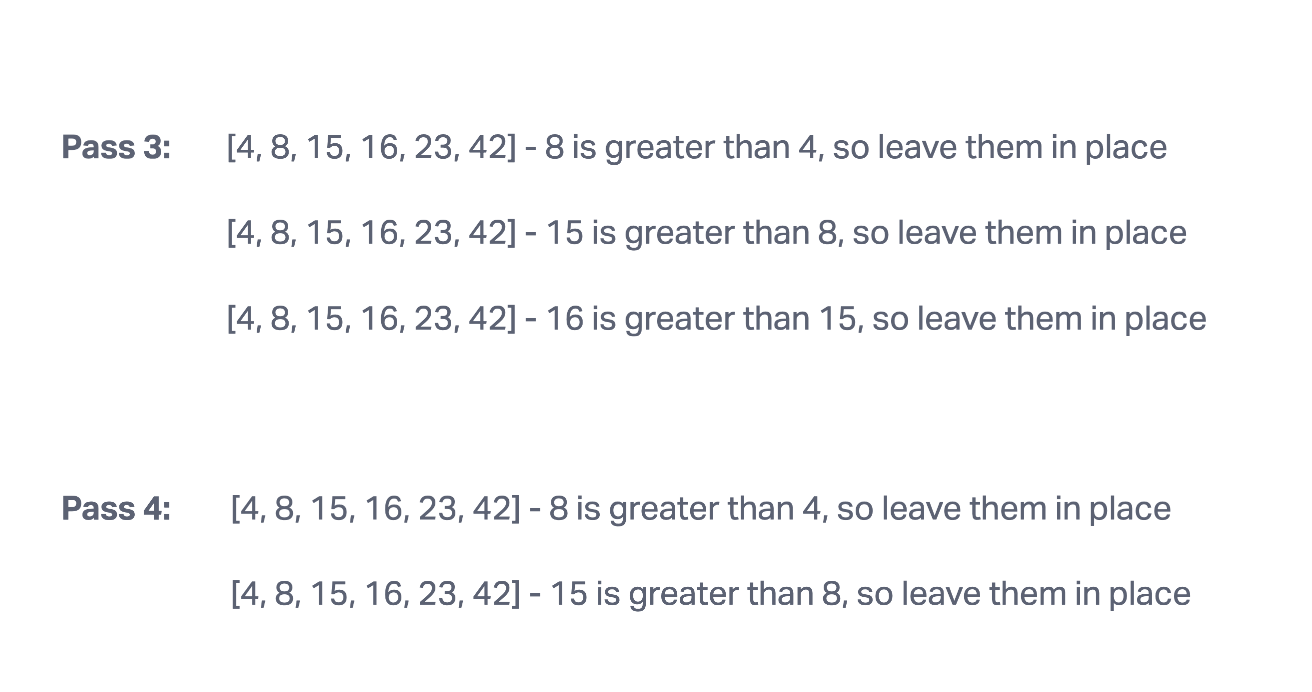 Pass 3: [4, 8, 15, 16, 23, 42] - 8 is greater than 4, so leave them in place
[4, 8, 15, 16, 23, 42] - 15 is greater than 8, so leave them in place
[4, 8, 15, 16, 23, 42] - 16 is greater than 15, so leave them in place
Pass 4: [4, 8, 15, 16, 23, 42] - 8 is greater than 4, so leave them in place
[4, 8, 15, 16, 23, 42] - 15 is greater than 8, so leave them in place